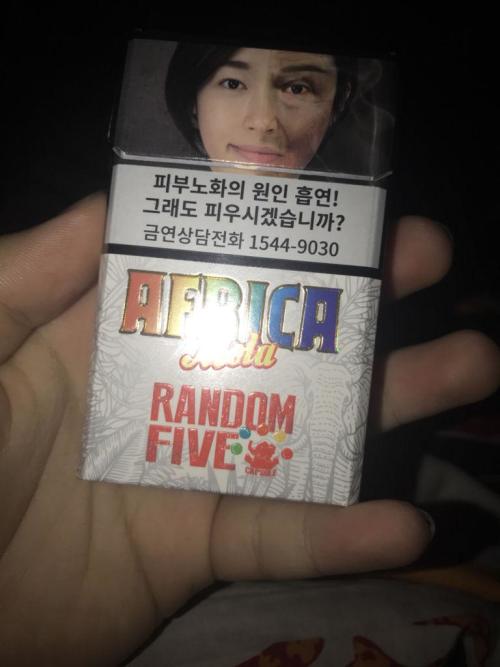 피부노화의 원인 흡연!
그래도 피우시겠습니까?
금연상담전화 1544-9030
AFRICA
Mola
RANDOM
FIVE
CAPSULE